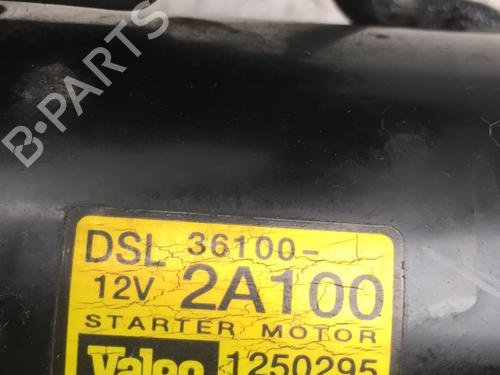 B-PARTS
DSL 36100-
12V 2A100
STARTER MOTOR
Valeo 1250295